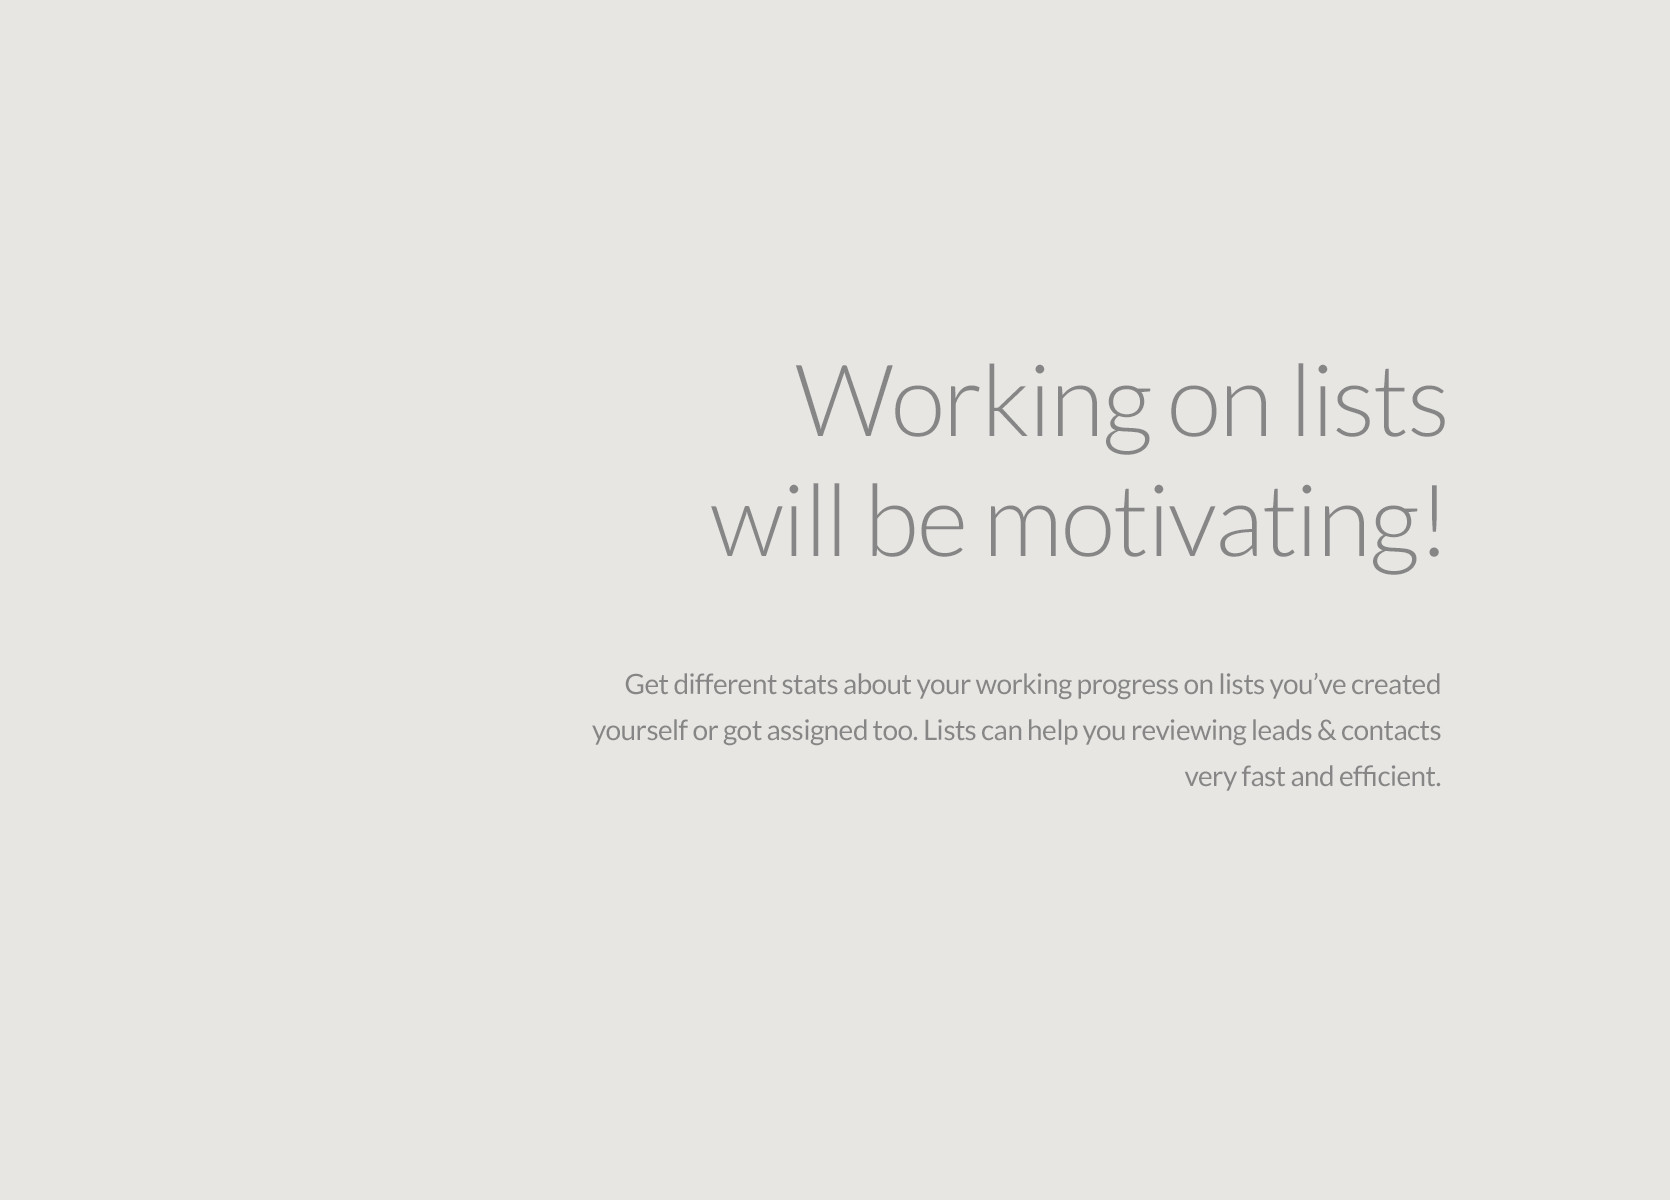 Working on lists
will be motivating!
Get different stats about your working progress on lists you’ve created
yourself or got assigned too. Lists can help you reviewing leads & contacts
very fast and efficient.